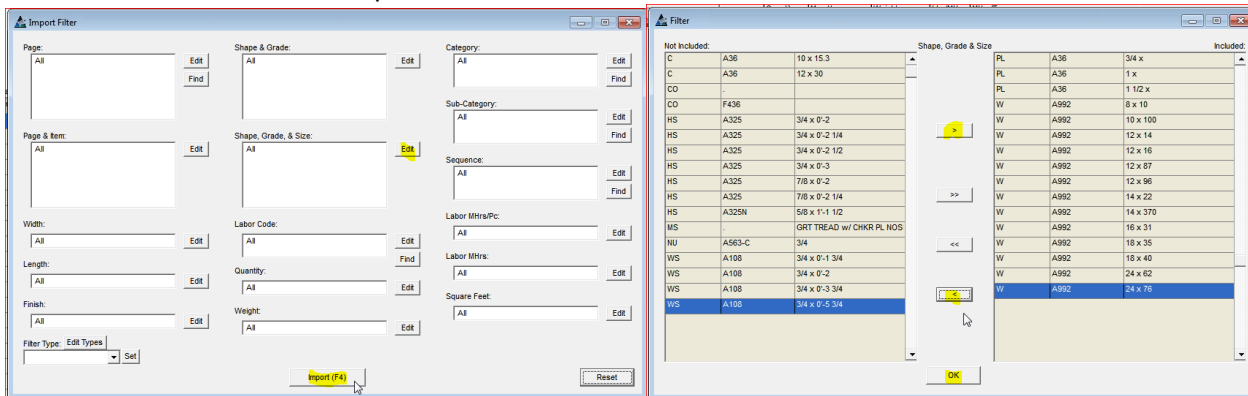 Import Filter
Page:
All
Edit
Find
Shape & Grade:
All
Edit
Category:
All
Edit
Find
Sub-Category:
All
Edit
Find
Page & Item:
All
Edit
Shape, Grade, & Size:
All
Edit
Sequence:
All
Edit
Find
Width:
All
Edit
Labor Code:
All
Edit
Find
Labor MHrs/Pc:
All
Edit
Length:
All
Edit
Quantity:
All
Edit
Labor MHrs:
All
Edit
Finish:
All
Edit
Weight:
All
Edit
Square Feet:
All
Edit
Filter Type:
Edit Types
Set
Import (F4)
Reset
Filter
Not Included:
Shape, Grade & Size
Included:
C A36 10 x 15.3
C A36 12 x 30
CO .
CO F436
HS A325 3/4 x 0'-2
HS A325 3/4 x 0'-2 1/4
HS A325 3/4 x 0'-2 1/2
HS A325 3/4 x 0'-3
HS A325 7/8 x 0'-2
HS A325 7/8 x 0'-2 1/4
HS A325N 5/8 x 1'-1 1/2
MS . GRT TREAD w/ CHKR PL NOS
NU A563-C 3/4
WS A108 3/4 x 0'-1 3/4
WS A108 3/4 x 0'-2
WS A108 3/4 x 0'-3 3/4
WS A108 3/4 x 0'-5 3/4
>
>>
<<
<
PL A36 3/4 x
PL A36 1 x
PL A36 1 1/2 x
W A992 8 x 10
W A992 10 x 100
W A992 12 x 14
W A992 12 x 16
W A992 12 x 87
W A992 12 x 96
W A992 14 x 22
W A992 14 x 370
W A992 16 x 31
W A992 18 x 35
W A992 18 x 40
W A992 24 x 62
W A992 24 x 76
OK